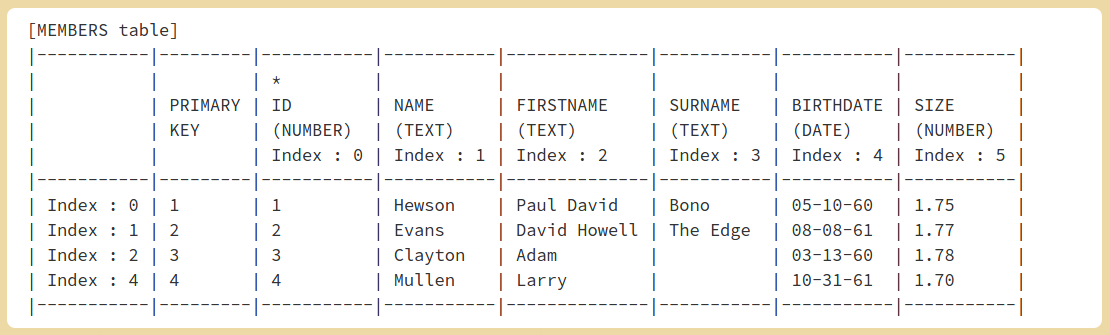 [MEMBERS table]
|-----------|---------|-----------|-----------|--------------|-----------|-----------|-----------|
|           |         | *         |           |              |           |           |           |
|           | PRIMARY | ID        | NAME      | FIRSTNAME    | SURNAME   | BIRTHDATE | SIZE      |
|           | KEY     | (NUMBER)  | (TEXT)    | (TEXT)       | (TEXT)    | (DATE)    | (NUMBER)  |
|           |         | Index : 0 | Index : 1 | Index : 2    | Index : 3 | Index : 4 | Index : 5 |
|-----------|---------|-----------|-----------|--------------|-----------|-----------|-----------|
| Index : 0 | 1       | 1         | Hewson    | Paul David   | Bono      | 05-10-60  | 1.75      |
| Index : 1 | 2       | 2         | Evans     | David Howell | The Edge  | 08-08-61  | 1.77      |
| Index : 2 | 3       | 3         | Clayton   | Adam         |           | 03-13-60  | 1.78      |
| Index : 4 | 4       | 4         | Mullen    | Larry        |           | 10-31-61  | 1.70      |
|-----------|---------|-----------|-----------|--------------|-----------|-----------|-----------|